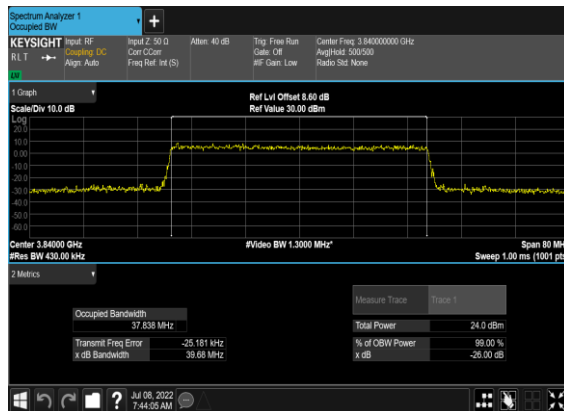 Spectrum Analyzer 1
Occupied BW
+
KEYSIGHT Input: RF Input Z: 50 Ω Atten: 40 dB Trig: Free Run Center Freq: 3.840000000 GHz
RLT Coupling: DC Corr CCorr Gate: Off Avg|Hold: 500/500
Align: Auto Freq Ref: Int (S) #IF Gain: Low Radio Std: None
LW
1 Graph
Ref Lvl Offset 8.60 dB
Scale/Div 10.0 dB Ref Value 30.00 dBm
Log
20.0
10.0
0.00
-10.0
-20.0
-30.0
-40.0
-50.0
-60.0
Center 3.84000 GHz #Video BW 1.3000 MHz* Span 80 MH
#Res BW 430.00 kHz Sweep 1.00 ms (1001 pts
2 Metrics
Measure Trace Trace 1
Occupied Bandwidth
37.838 MHz Total Power 24.0 dBm
Transmit Freq Error -25.181 kHz % of OBW Power 99.00 %
x dB Bandwidth 39.68 MHz x dB -26.00 dB
? Jul 08, 2022
7:44:05 AM